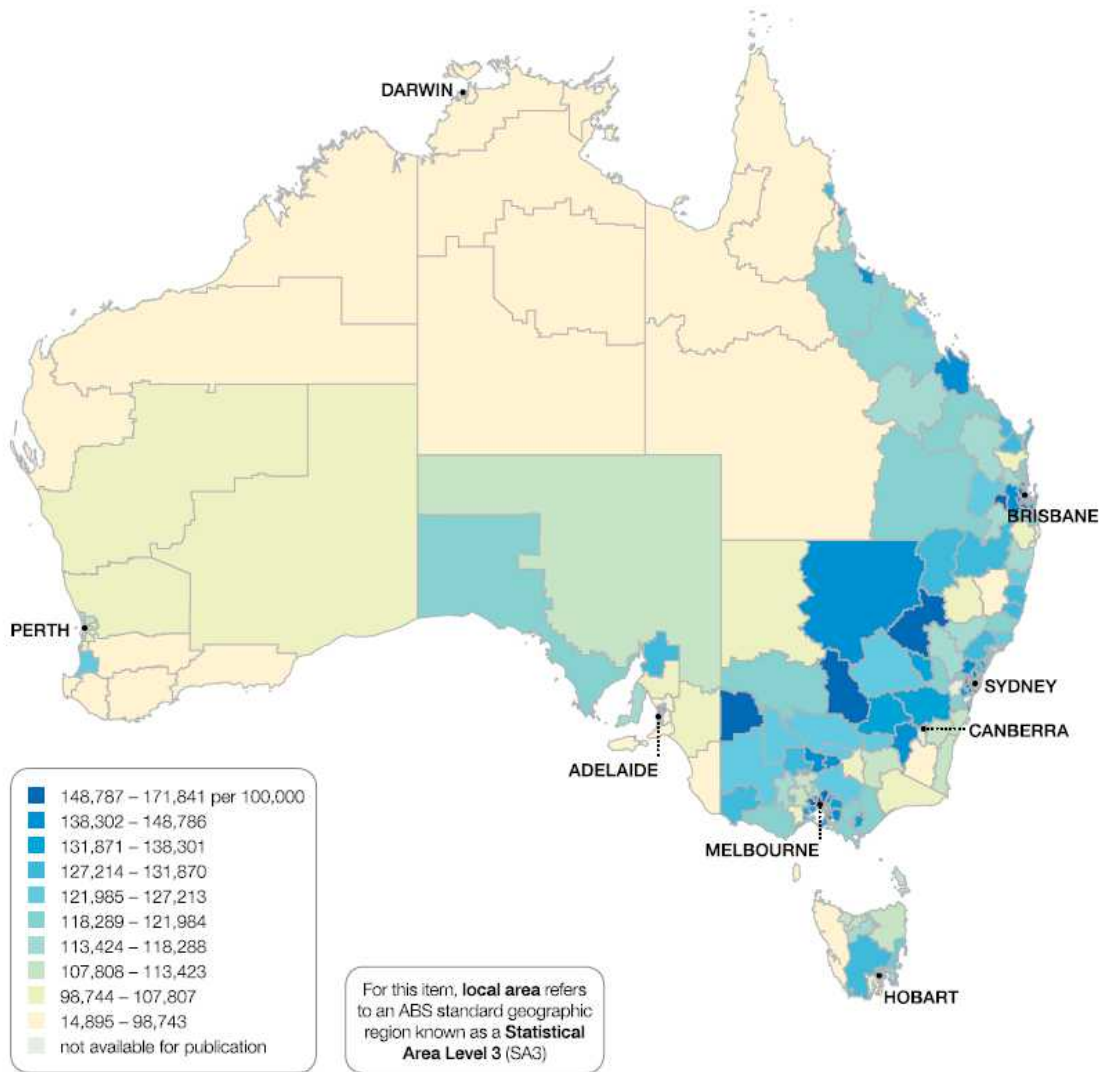 DARWIN
BRISBANE
PERTH
SYDNEY
CANBERRA
ADELAIDE
MELBOURNE
HOBART
148,787 – 171,841 per 100,000
138,302 – 148,786
131,871 – 138,301
127,214 – 131,870
121,985 – 127,213
118,289 – 121,984
113,424 – 118,288
107,808 – 113,423
98,744 – 107,807
14,895 – 98,743
not available for publication
For this item, local area refers
to an ABS standard geographic
region known as a Statistical
Area Level 3 (SA3)